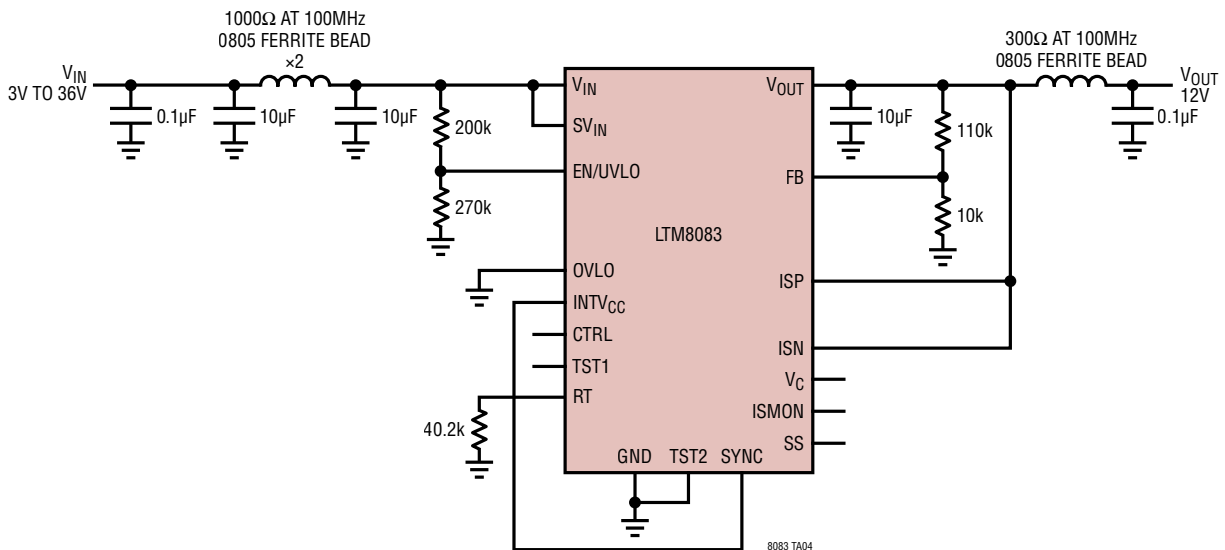 1000Ω AT 100MHz
0805 FERRITE BEAD
×2
300Ω AT 100MHz
0805 FERRITE BEAD
VIN
3V TO 36V
0.1µF
10µF
10µF
200k
270k
VIN
SVIN
EN/UVLO
OVLO
INTVCC
CTRL
TST1
RT
40.2k
LTM8083
GND
TST2
SYNC
VOUT
FB
ISP
ISN
VC
ISMON
SS
10µF
110k
10k
0.1µF
VOUT
12V
8083 TA04